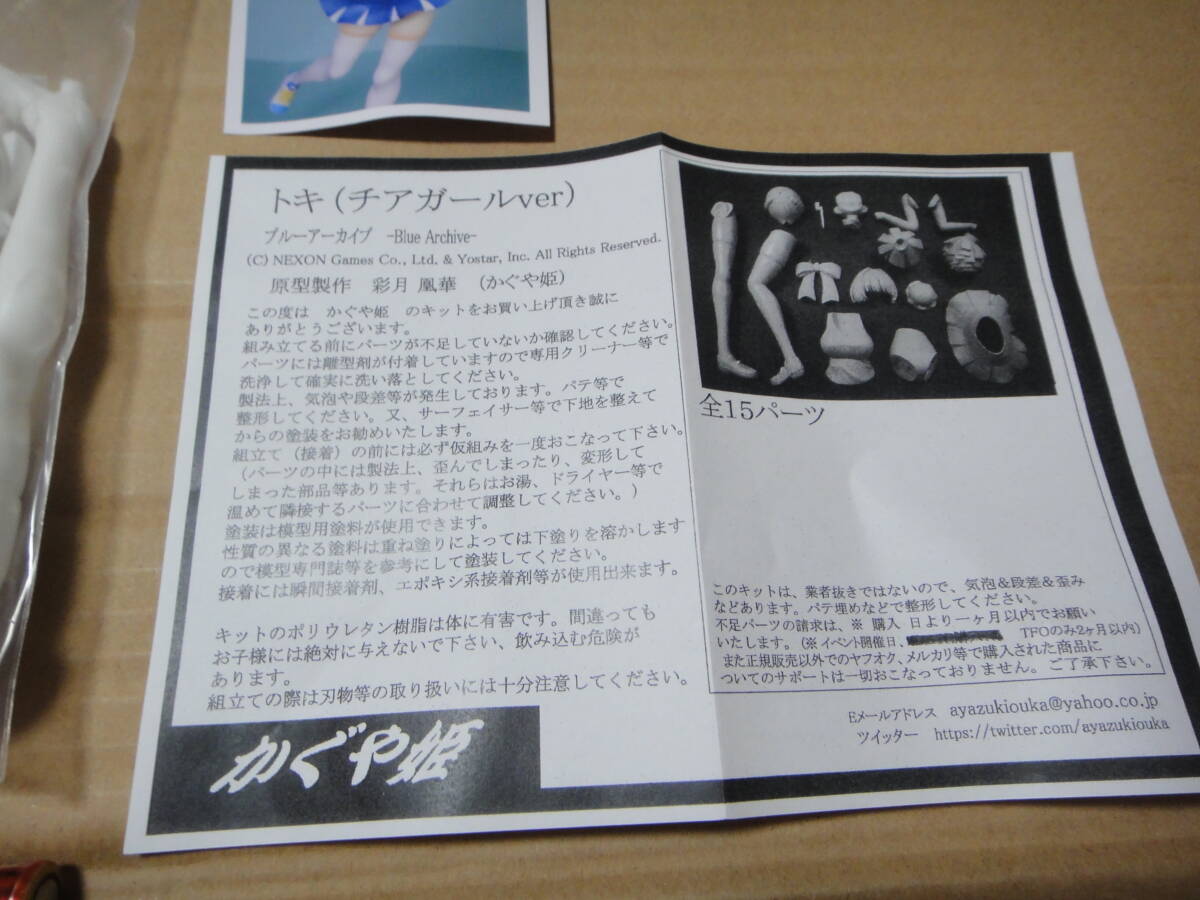 トキ(チアガールver)
ブルーアーカイブ -Blue Archive-
(C) NEXON Games Co., Ltd. & Yostar, Inc. All Rights Reserved.
原型製作 彩月 凰華 (かぐや姫)
この度は かぐや姫 のキットをお買い上げ頂き誠に
ありがとうございます。
組み立てる前にパーツが不足していないか確認してください。
パーツには離型剤が付着していますので専用クリーナー等で
洗浄して確実に洗い落としてください。
製法上、気泡や段差等が発生しております。パテ等で
整形してください。又、サーフェイサー等で下地を整えて
からの塗装をお勧めいたします。
組立て(接着)の前には必ず仮組みを一度おこなって下さい。
(パーツの中には製法上、歪んでしまったり、変形して
しまった部品等あります。それらはお湯、ドライヤー等で
温めて隣接するパーツに合わせて調整してください。)
塗装は模型用塗料が使用できます。
性質の異なる塗料は重ね塗りによっては下塗りを溶かします
ので模型専門誌等を参考にして塗装してください。
接着には瞬間接着剤、エポキシ系接着剤等が使用出来ます。
キットのポリウレタン樹脂は体に有害です。間違っても
お子様には絶対に与えないで下さい、飲み込む危険が
あります。
組立ての際は刃物等の取り扱いには十分注意してください。
かぐや姫
全15パーツ
このキットは、業者抜きではないので、気泡&段差&歪み
などあります。パテ埋めなどで整形してください。
不足パーツの請求は、※ 購入 日より一ヶ月以内でお願い
いたします。(※イベント開催日、 TFOのみ2ヶ月以内)
また正規販売以外でのヤフオク、メルカリ等で購入された商品に
ついてのサポートは一切おこなっておりません。ご了承下さい。
Eメールアドレス ayazukiouka@yahoo.co.jp
ツイッター https://twitter.com/ayazukiouka